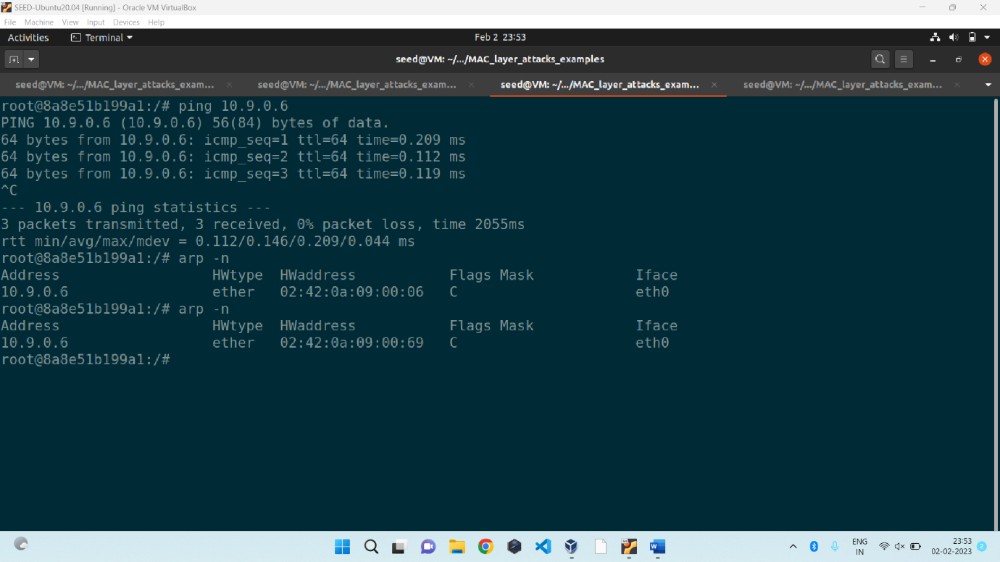 SEED-Ubuntu20.04 [Running] - Oracle VM VirtualBox
File Machine View Input Devices Help
Activities Terminal Feb 2 23:53
seed@VM: ~/.../MAC_layer_attacks_examples
seed@VM: ~/.../MAC_layer_attacks_exam... seed@VM: ~/.../MAC_layer_attacks_exam... seed@VM: ~/.../MAC_layer_attacks_exam... seed@VM: ~/.../MAC_layer_attacks_exam...
root@8a8e51b199a1:/# ping 10.9.0.6
PING 10.9.0.6 (10.9.0.6) 56(84) bytes of data.
64 bytes from 10.9.0.6: icmp_seq=1 ttl=64 time=0.209 ms
64 bytes from 10.9.0.6: icmp_seq=2 ttl=64 time=0.112 ms
64 bytes from 10.9.0.6: icmp_seq=3 ttl=64 time=0.119 ms
^C
--- 10.9.0.6 ping statistics ---
3 packets transmitted, 3 received, 0% packet loss, time 2055ms
rtt min/avg/max/mdev = 0.112/0.146/0.209/0.044 ms
root@8a8e51b199a1:/# arp -n
Address HWtype HWaddress Flags Mask Iface
10.9.0.6 ether 02:42:0a:09:00:06 C eth0
root@8a8e51b199a1:/# arp -n
Address HWtype HWaddress Flags Mask Iface
10.9.0.6 ether 02:42:0a:09:00:69 C eth0
root@8a8e51b199a1:/#
ENG 23:53
IN 02-02-2023 2